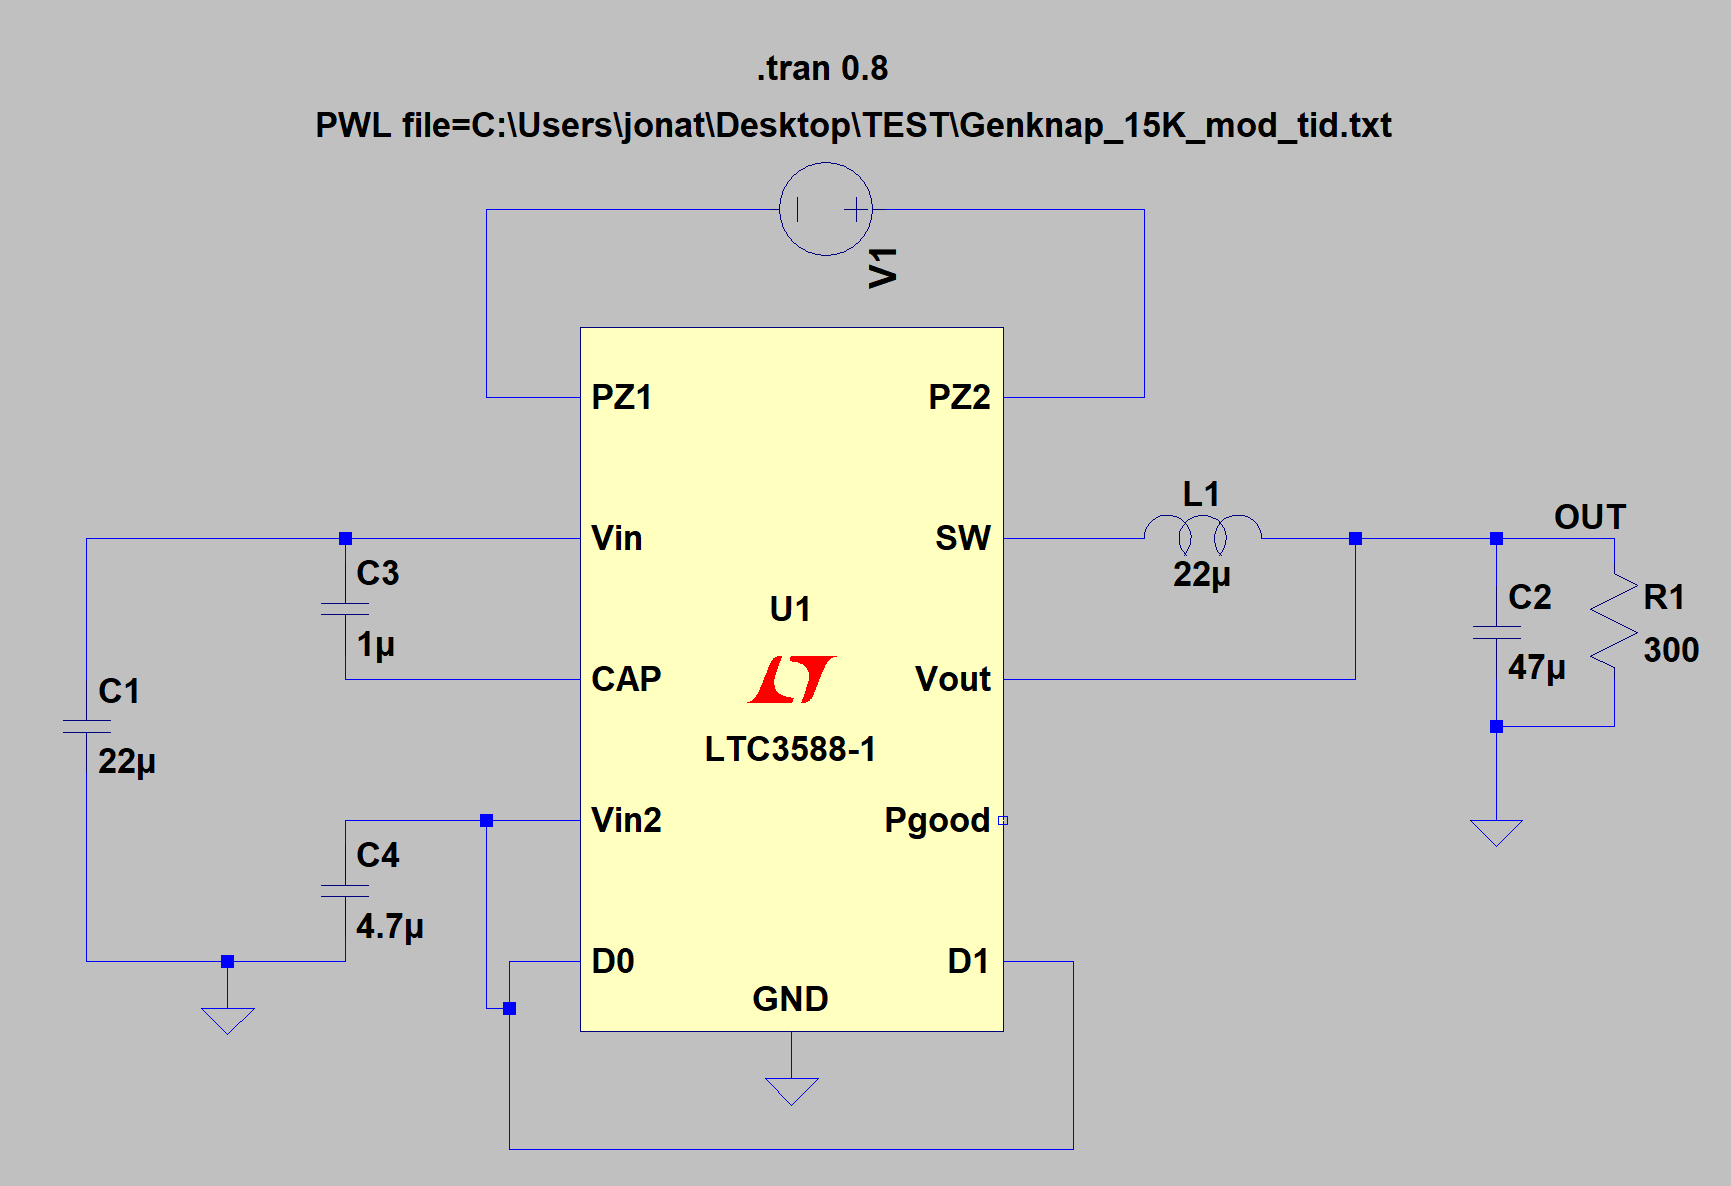 .tran 0.8
PWL file=C:\Users\jonat\Desktop\TEST\Genknap_15K_mod_tid.txt
V1
PZ1
PZ2
L1
22µ
OUT
Vin
SW
C3
1µ
U1
C2
47µ
R1
300
CAP
Vout
C1
22µ
LTC3588-1
Vin2
Pgood
C4
4.7µ
D0
D1
GND